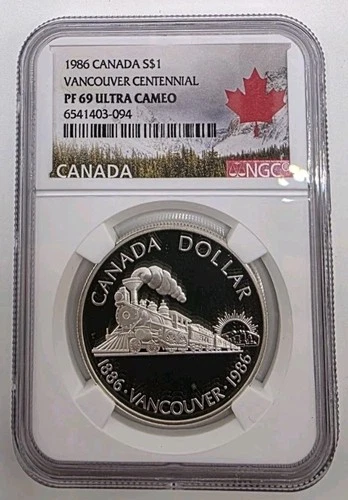 1986 CANADA S$1
VANCOUVER CENTENNIAL
PF 69 ULTRA CAMEO
6541403-094
CANADA
NGC
CANADA DOLLAR
1886 · VANCOUVER · 1986